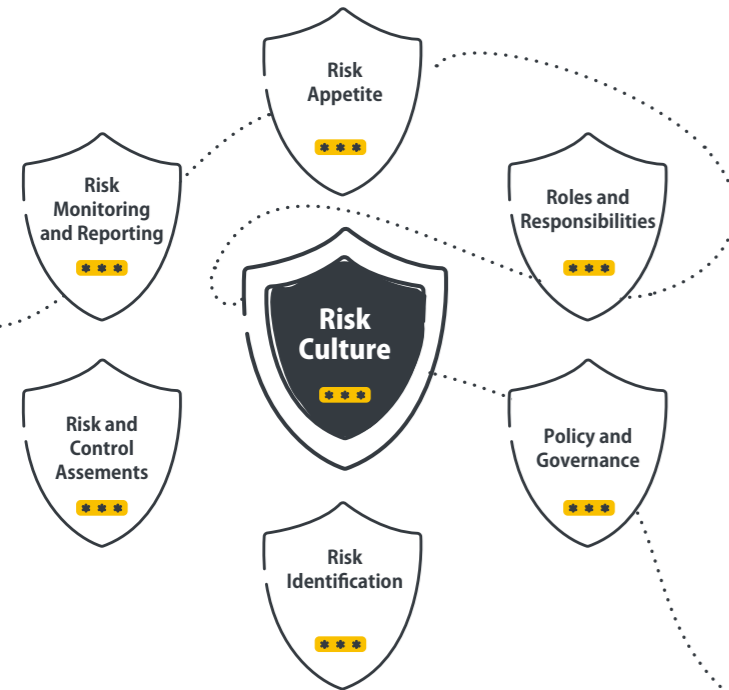 Risk
Appetite
Risk
Monitoring
and Reporting
Roles and
Responsibilities
Risk
Culture
Risk and
Control
Assements
Policy and
Governance
Risk
Identification